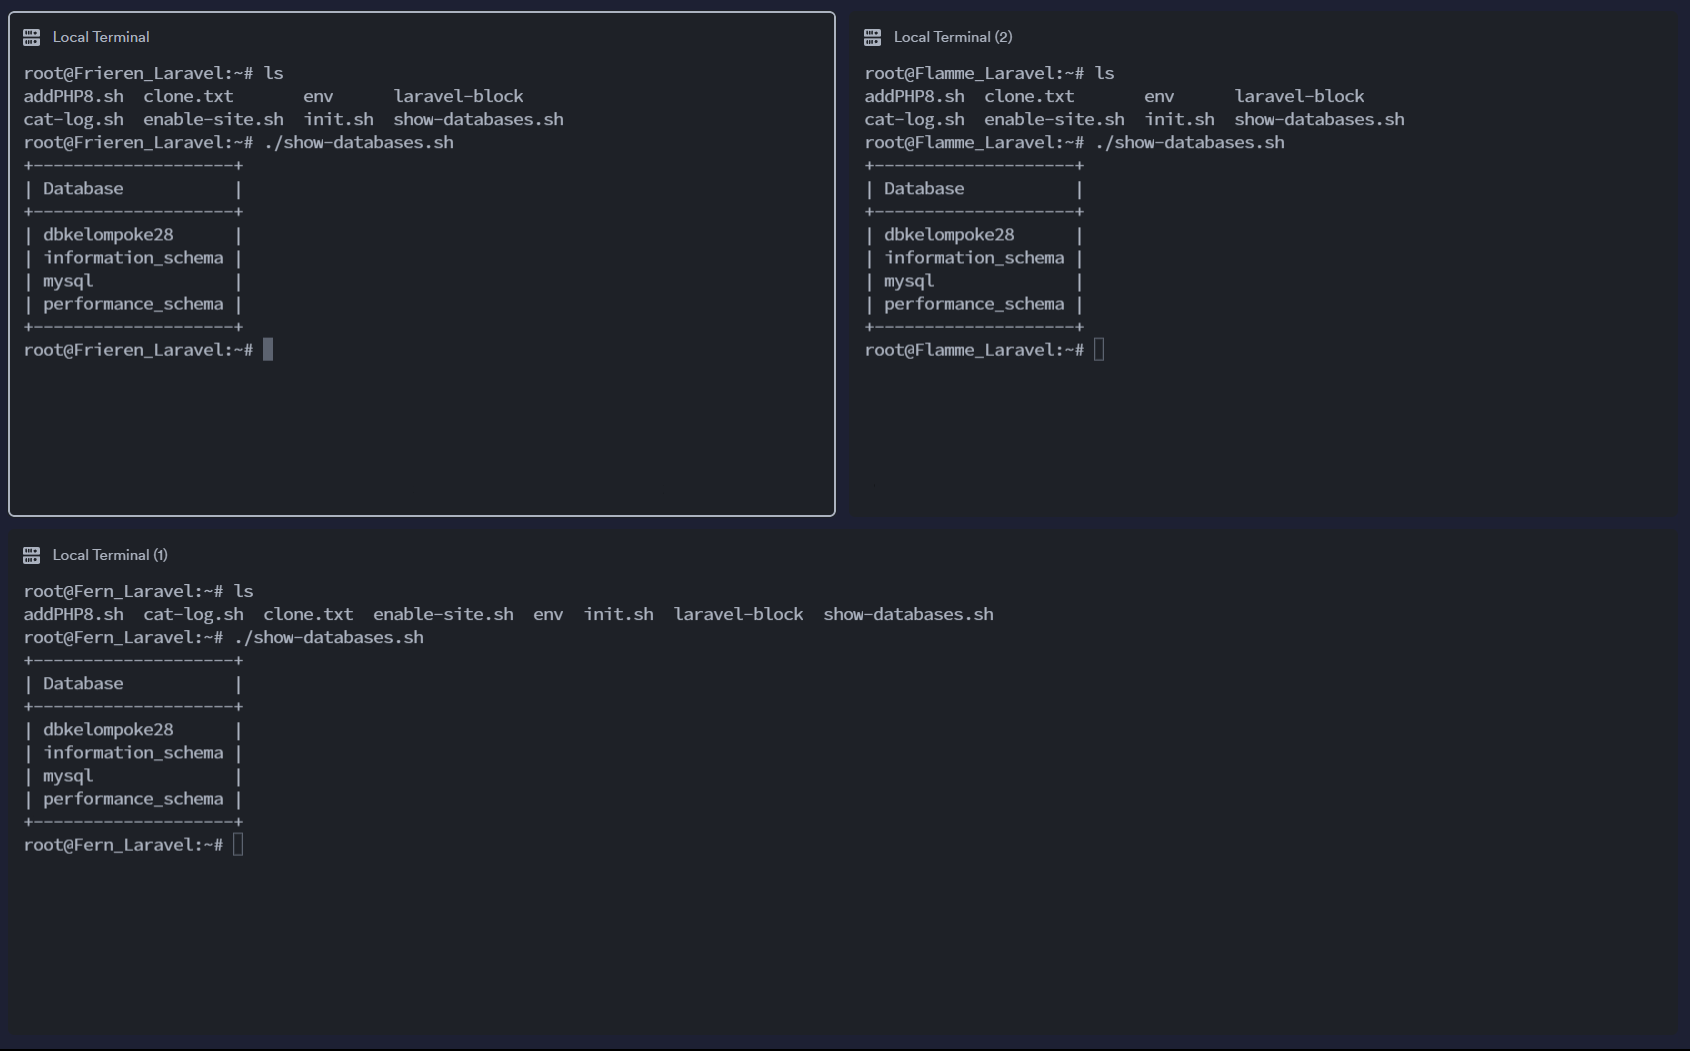 Local Terminal
root@Frieren_Laravel:~# ls
addPHP8.sh  clone.txt       env      laravel-block
cat-log.sh  enable-site.sh  init.sh  show-databases.sh
root@Frieren_Laravel:~# ./show-databases.sh
+--------------------+
| Database           |
+--------------------+
| dbkelompoke28      |
| information_schema |
| mysql              |
| performance_schema |
+--------------------+
root@Frieren_Laravel:~#
Local Terminal (2)
root@Flamme_Laravel:~# ls
addPHP8.sh  clone.txt       env      laravel-block
cat-log.sh  enable-site.sh  init.sh  show-databases.sh
root@Flamme_Laravel:~# ./show-databases.sh
+--------------------+
| Database           |
+--------------------+
| dbkelompoke28      |
| information_schema |
| mysql              |
| performance_schema |
+--------------------+
root@Flamme_Laravel:~#
Local Terminal (1)
root@Fern_Laravel:~# ls
addPHP8.sh  cat-log.sh  clone.txt  enable-site.sh  env  init.sh  laravel-block  show-databases.sh
root@Fern_Laravel:~# ./show-databases.sh
+--------------------+
| Database           |
+--------------------+
| dbkelompoke28      |
| information_schema |
| mysql              |
| performance_schema |
+--------------------+
root@Fern_Laravel:~#